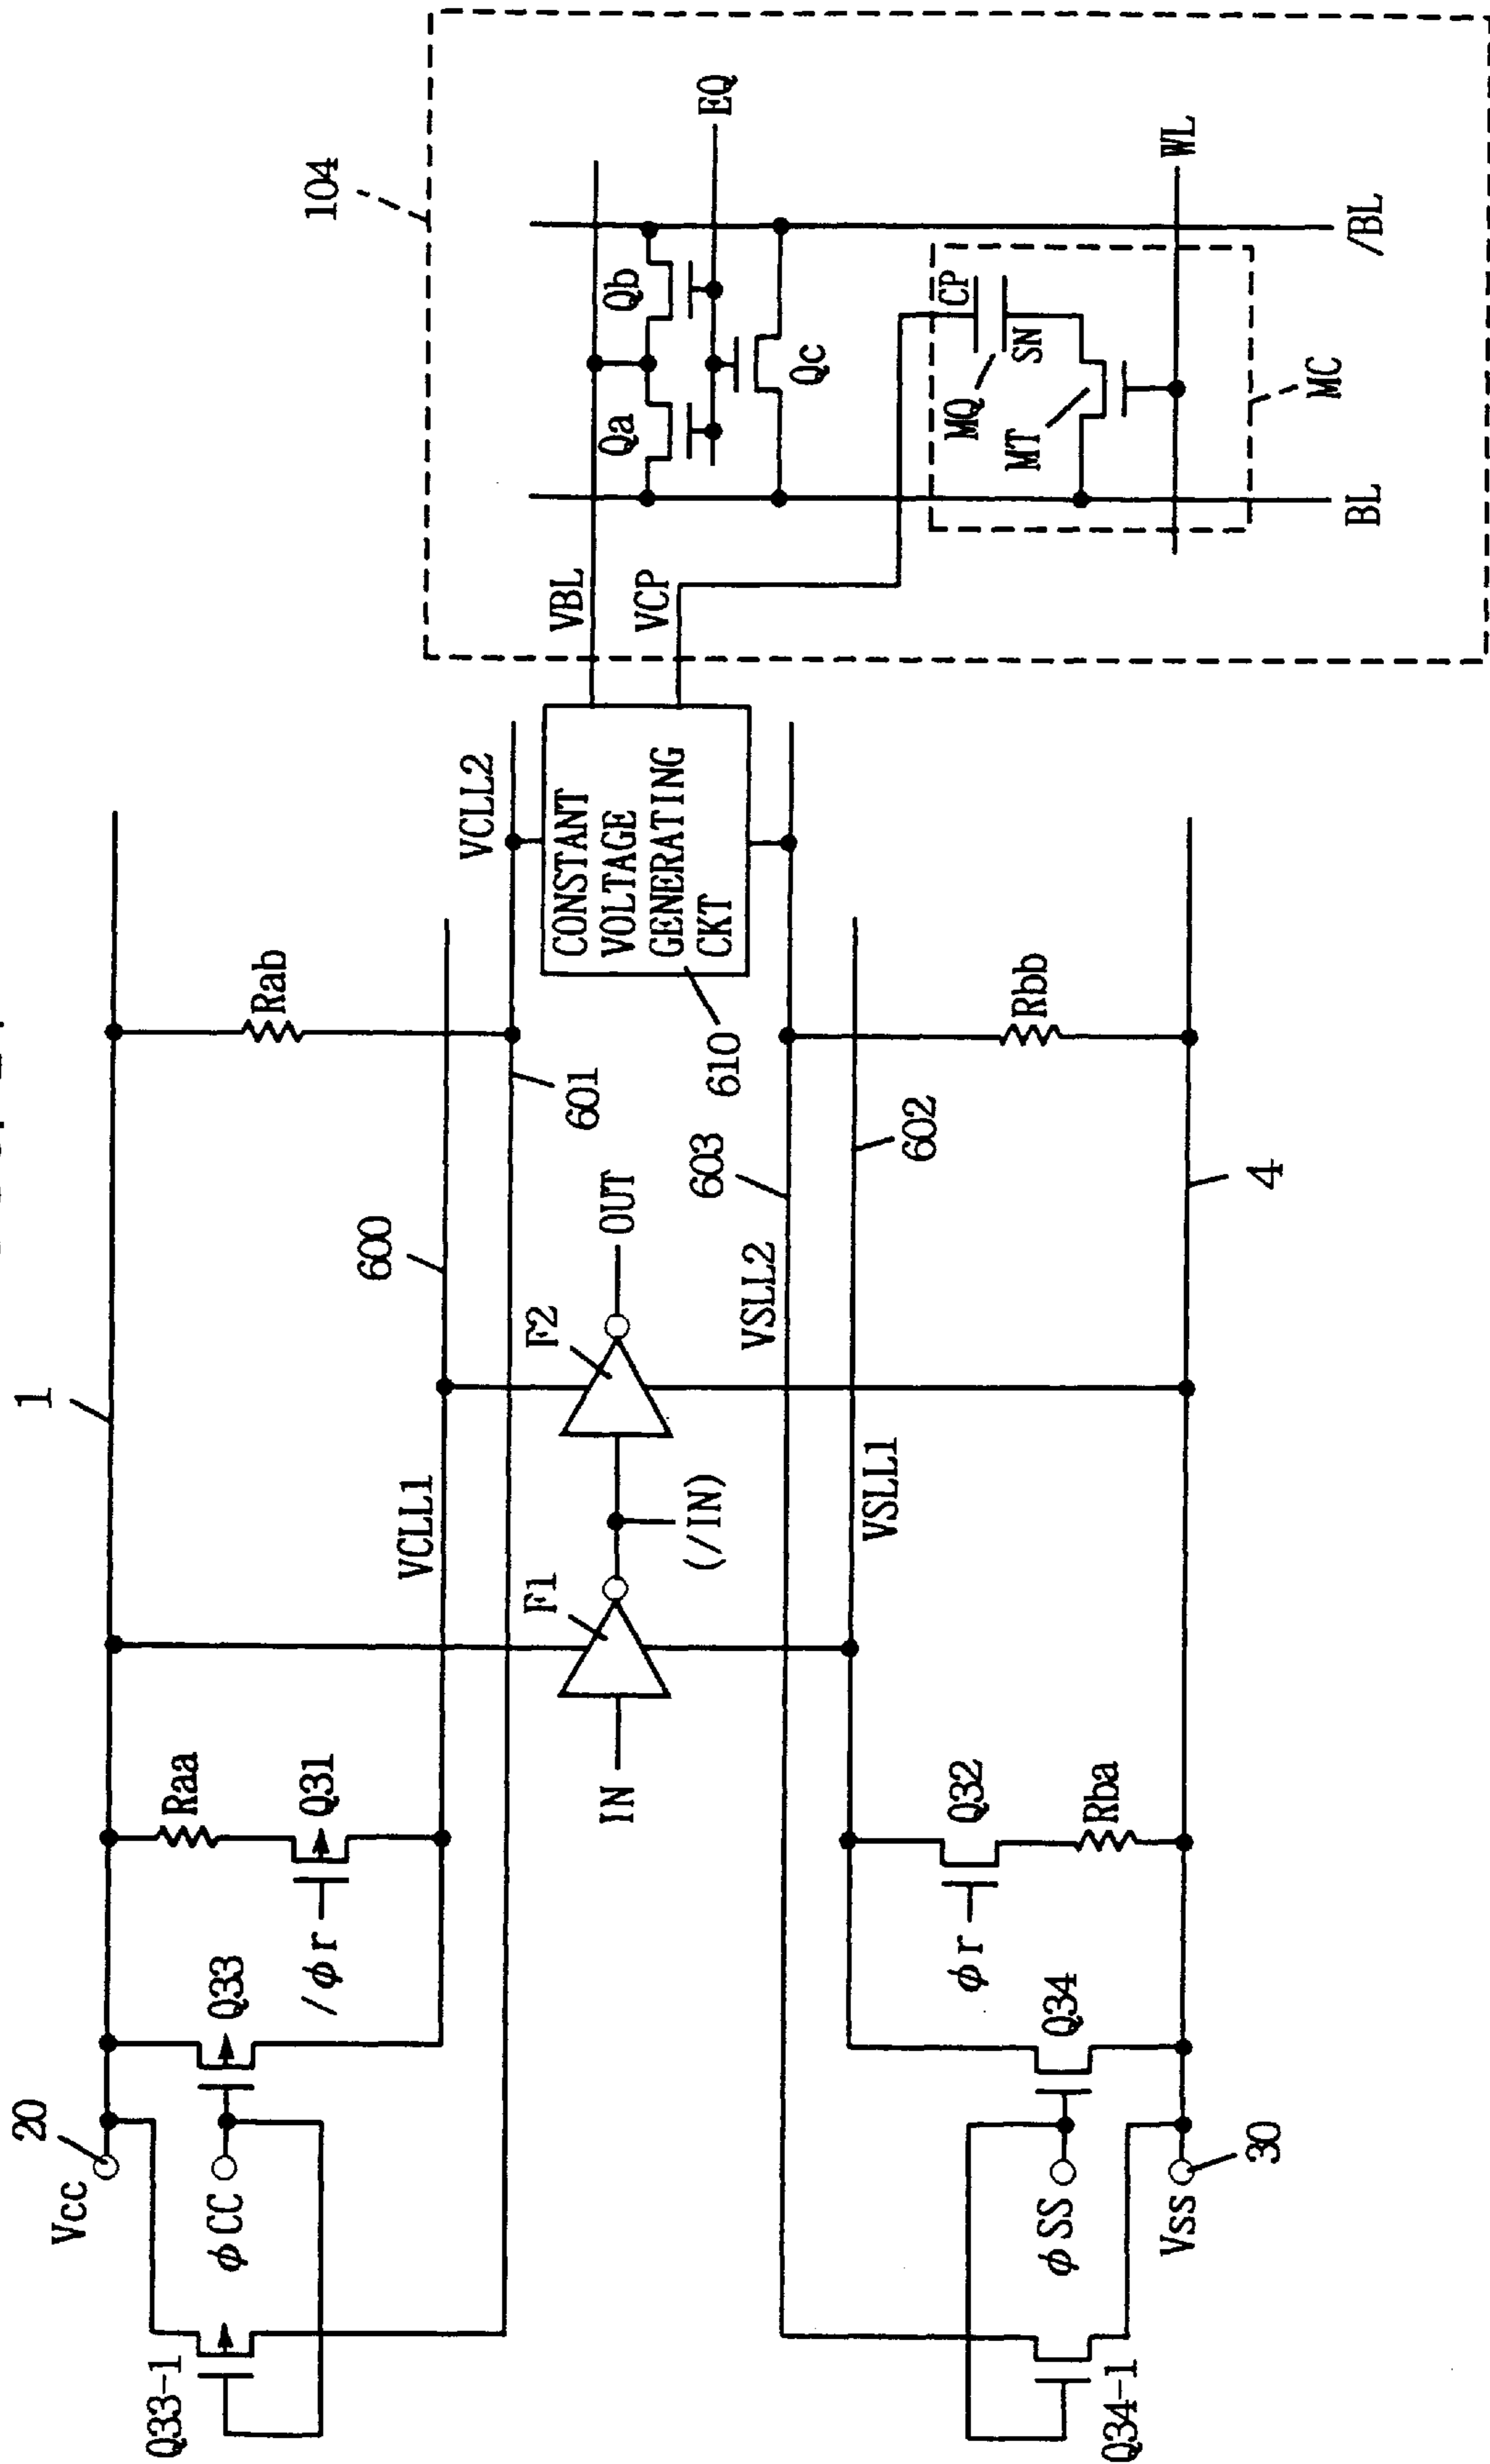 104
1
Vcc
20
Q33-1
φCC
Q33
Raa
/φr
Q31
VCLL1
600
Rab
601
VCLL2
IN
F1
(/IN)
F2
OUT
CONSTANT
VOLTAGE
GENERATING
CKT
610
VBL
VCP
Qa
Qb
Qc
EQ
MQ
CP
SN
MT
WL
MC
BL
/BL
VSLL2
603
VSLL1
602
Rbb
4
Q34-1
φSS
Q34
φr
Q32
Rba
Vss
30